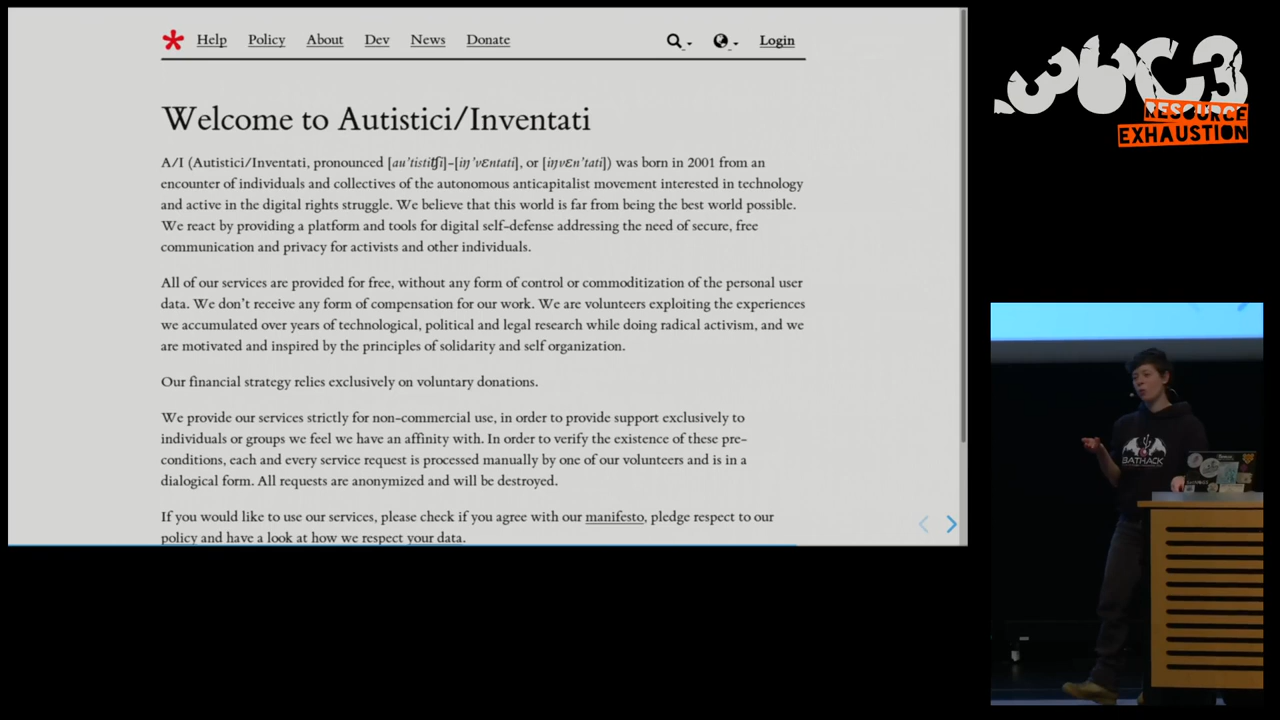 Help Policy About Dev News Donate Login
Welcome to Autistici/Inventati
A/I (Autistici/Inventati, pronounced [au'tistitʃi]-[iŋ'vɛntati], or [iŋvɛn'tati]) was born in 2001 from an
encounter of individuals and collectives of the autonomous anticapitalist movement interested in technology
and active in the digital rights struggle. We believe that this world is far from being the best world possible.
We react by providing a platform and tools for digital self-defense addressing the need of secure, free
communication and privacy for activists and other individuals.
All of our services are provided for free, without any form of control or commoditization of the personal user
data. We don't receive any form of compensation for our work. We are volunteers exploiting the experiences
we accumulated over years of technological, political and legal research while doing radical activism, and we
are motivated and inspired by the principles of solidarity and self organization.
Our financial strategy relies exclusively on voluntary donations.
We provide our services strictly for non-commercial use, in order to provide support exclusively to
individuals or groups we feel we have an affinity with. In order to verify the existence of these pre-
conditions, each and every service request is processed manually by one of our volunteers and is in a
dialogical form. All requests are anonymized and will be destroyed.
If you would like to use our services, please check if you agree with our manifesto, pledge respect to our
policy and have a look at how we respect your data.
36C3
RESOURCE
EXHAUSTION
BATHACK